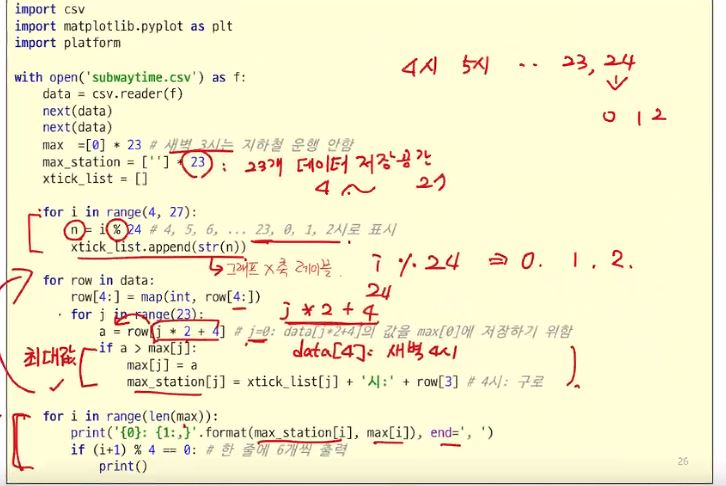 import csv
import matplotlib.pyplot as plt
import platform
4시 5시 ·· 23, 24
0 1 2
with open('subwaytime.csv') as f:
data = csv.reader(f)
next(data)
next(data)
max =[0] * 23 # 새벽 3시는 지하철 운행 안함
max_station = [''] * 23 : 23개 데이터 저장공간
xtick_list = []
4 ~
for i in range(4, 27):
n = i % 24 # 4, 5, 6, ... 23, 0, 1, 2시로 표시
xtick_list.append(str(n))
그래프 X축 레이블.
i % 24 ⇒ 0. 1. 2.
for row in data:
row[4:] = map(int, row[4:])
24
for j in range(23):
j * 2 + 4
a = row[j * 2 + 4] # j=0: data[j*2+4]의 값을 max[0]에 저장하기 위함
최대값
if a > max[j]:
data[4]: 새벽 4시
max[j] = a
max_station[j] = xtick_list[j] + '시:' + row[3] # 4시: 구로
for i in range(len(max)):
print('{0}: {1:,}'.format(max_station[i], max[i]), end=', ')
if (i+1) % 4 == 0: # 한 줄에 6개씩 출력
print()
26